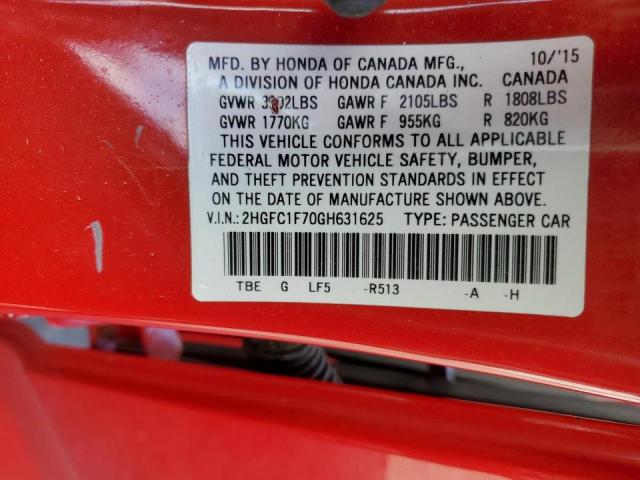 MFD. BY HONDA OF CANADA MFG., 10/'15
A DIVISION OF HONDA CANADA INC. CANADA
GVWR LBS GAWR F 2105LBS R 1808LBS
GVWR 1770KG GAWR F 955KG R 820KG
THIS VEHICLE CONFORMS TO ALL APPLICABLE
FEDERAL MOTOR VEHICLE SAFETY, BUMPER,
AND THEFT PREVENTION STANDARDS IN EFFECT
ON THE DATE OF MANUFACTURE SHOWN ABOVE.
V.I.N.: 2HGFC1F70GH631625 TYPE: PASSENGER CAR
TBE G LF5 -R513 -A -H